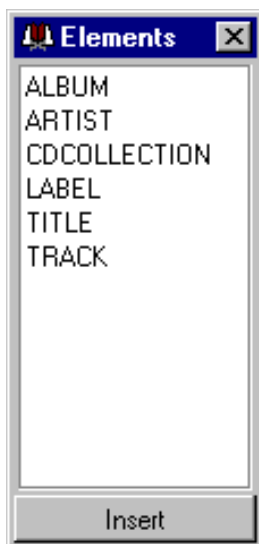 Elements
ALBUM
ARTIST
CDCOLLECTION
LABEL
TITLE
TRACK
Insert